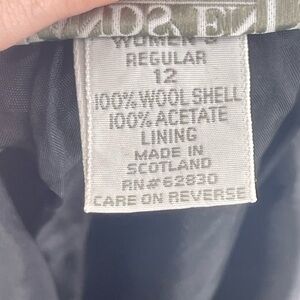 WOMEN'S
REGULAR
12
100% WOOL SHELL
100% ACETATE
LINING
MADE IN
SCOTLAND
RN# 62830
CARE ON REVERSE